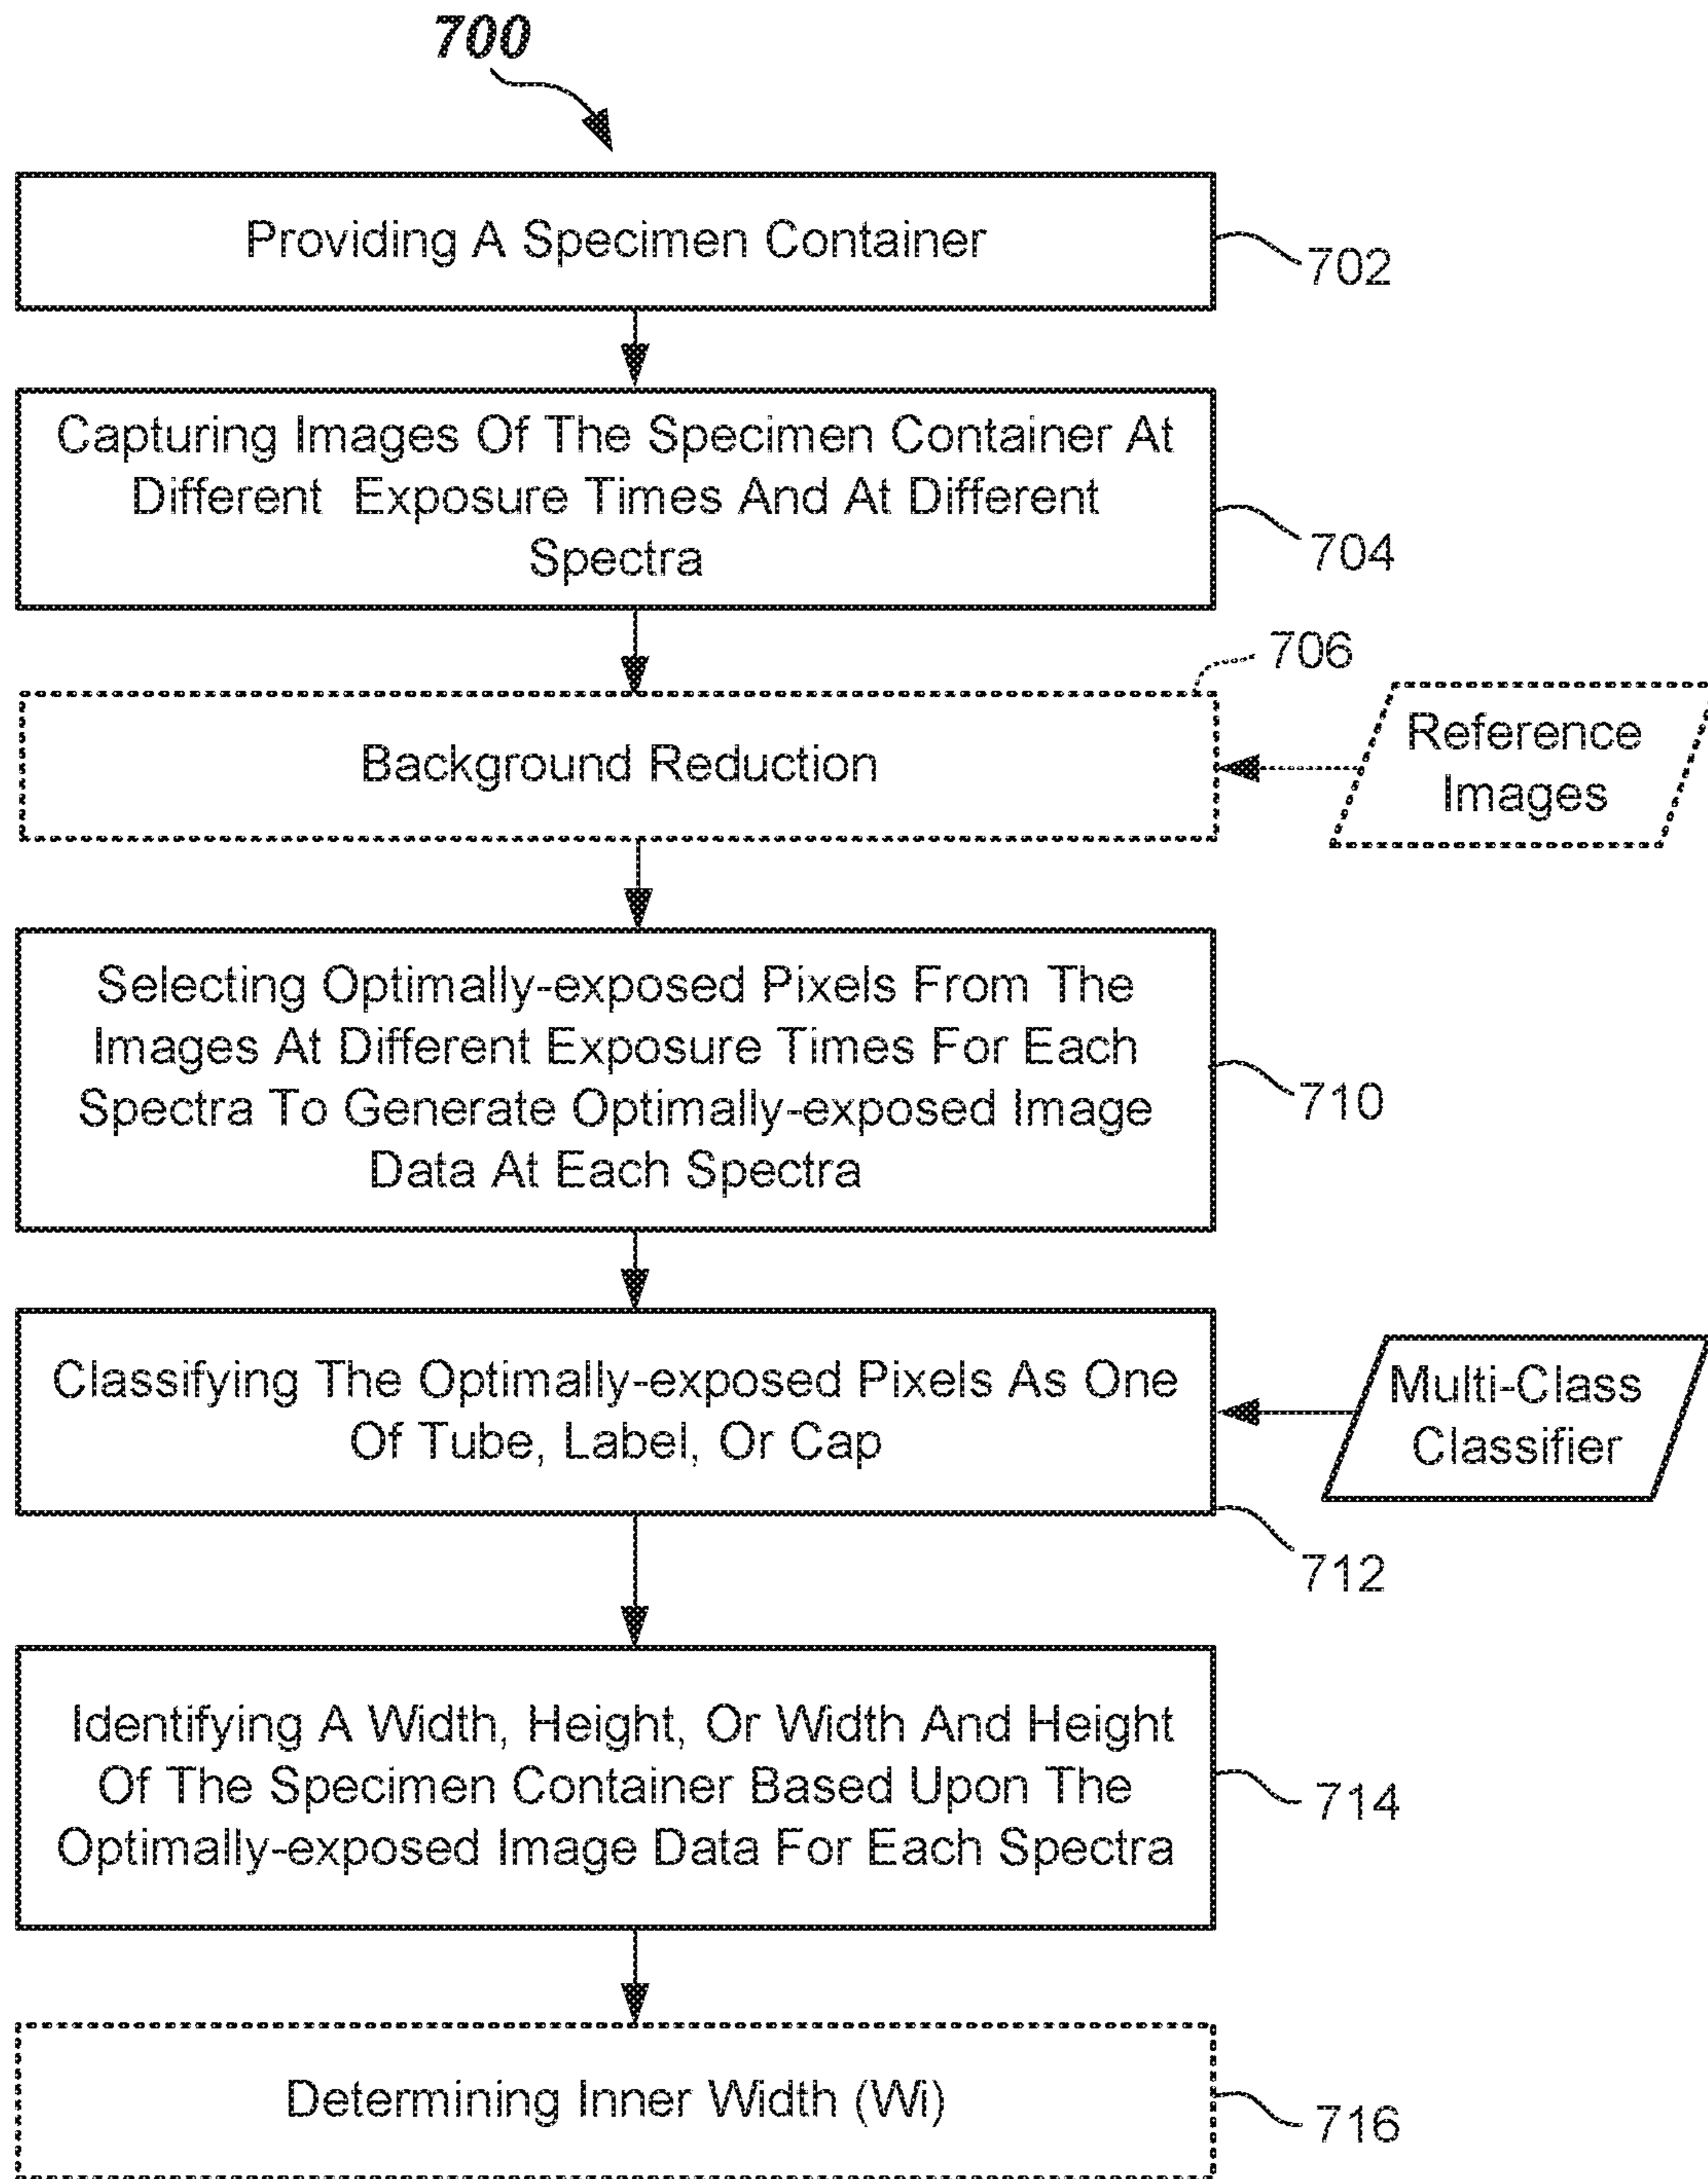 700
Providing A Specimen Container
702
Capturing Images Of The Specimen Container At
Different Exposure Times And At Different
Spectra
704
706
Background Reduction
Reference
Images
Selecting Optimally-exposed Pixels From The
Images At Different Exposure Times For Each
Spectra To Generate Optimally-exposed Image
Data At Each Spectra
710
Classifying The Optimally-exposed Pixels As One
Of Tube, Label, Or Cap
Multi-Class
Classifier
712
Identifying A Width, Height, Or Width And Height
Of The Specimen Container Based Upon The
Optimally-exposed Image Data For Each Spectra
714
Determining Inner Width (Wi)
716